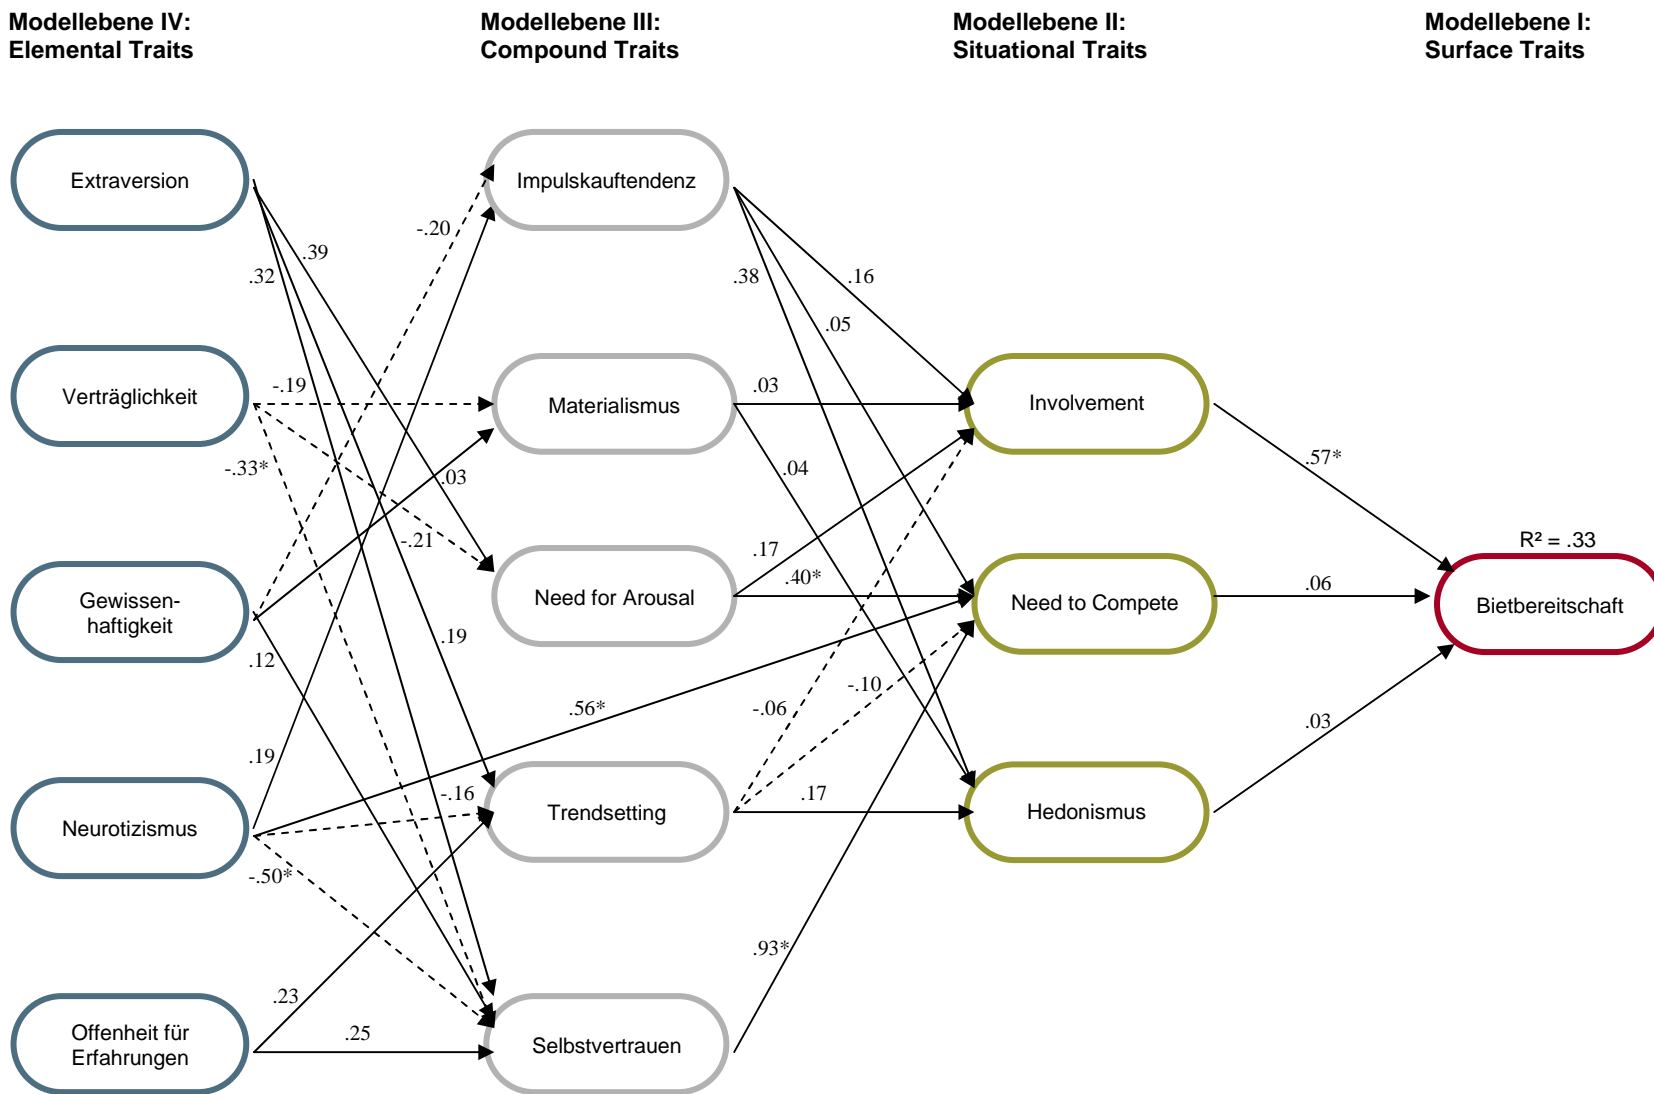 Modellebene IV:
Elemental Traits
Modellebene III:
Compound Traits
Modellebene II:
Situational Traits
Modellebene I:
Surface Traits
Extraversion
Impulskauftendenz
-.20
.39
.32
.38
.16
.05
Verträglichkeit
-.19
Materialismus
.03
Involvement
-.33*
.03
.04
.57*
-.21
.17
R² = .33
Gewissen-
haftigkeit
Need for Arousal
.40*
Need to Compete
.06
Bietbereitschaft
.12
.19
-.10
-.06
.56*
.19
.03
Neurotizismus
-.16
Trendsetting
.17
Hedonismus
-.50*
.93*
.23
.25
Offenheit für
Erfahrungen
Selbstvertrauen